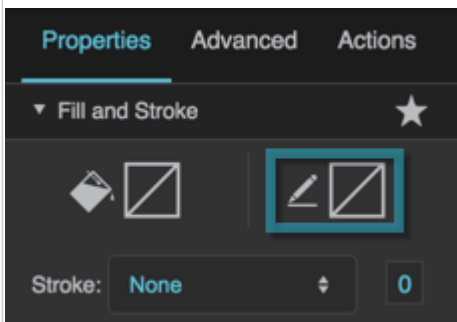 Properties Advanced Actions
Fill and Stroke
Stroke: None 0